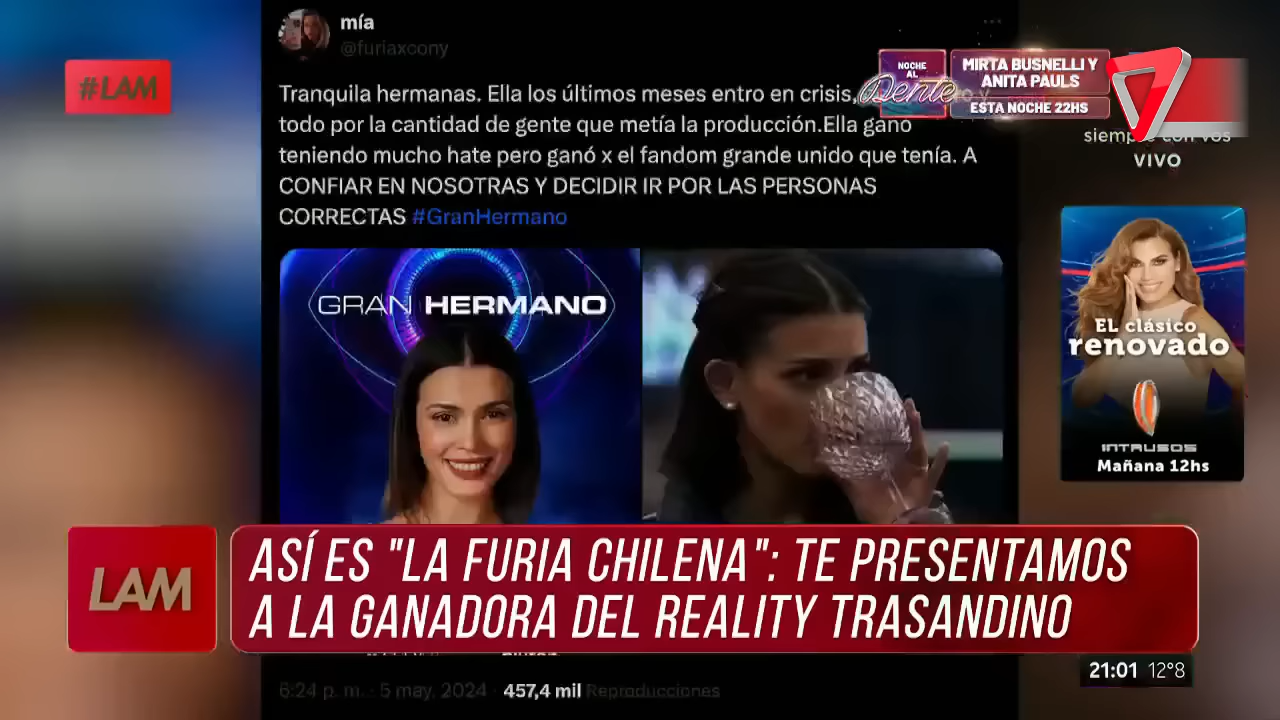 mía
@furiaxcony
#LAM
NOCHE
AL
Dente
MIRTA BUSNELLI Y
ANITA PAULS
ESTA NOCHE 22HS
Tranquila hermanas. Ella los últimos meses entro en crisis,
todo por la cantidad de gente que metía la producción.Ella gano
teniendo mucho hate pero ganó x el fandom grande unido que tenía. A
CONFIAR EN NOSOTRAS Y DECIDIR IR POR LAS PERSONAS
CORRECTAS #GranHermano
siempre con vos
VIVO
GRAN HERMANO
EL clásico
renovado
INTRUSOS
Mañana 12hs
LAM
ASÍ ES "LA FURIA CHILENA": TE PRESENTAMOS
A LA GANADORA DEL REALITY TRASANDINO
21:01 12°8
6:24 p. m. · 5 may. 2024 · 457,4 mil Reproducciones